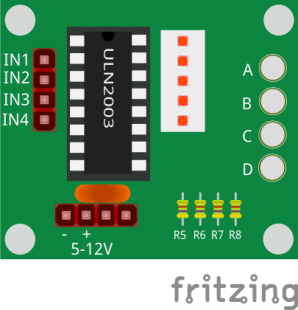 IN1
IN2
IN3
IN4
ULN2003
A
B
C
D
- +
5-12V
R5 R6 R7 R8
fritzing